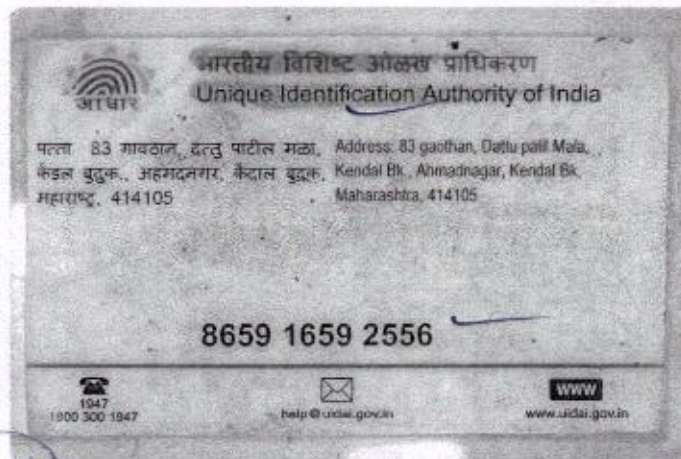 भारतीय विशिष्ट ओळख प्राधिकरण
Unique Identification Authority of India
आधार
पत्ता 83 गावठान, दत्तु पाटील मळा,
केंडल बुद्रुक., अहमदनगर, केंदाल बुद्रूक,
महाराष्ट्र, 414105
Address: 83 gaothan, Dattu patil Mala,
Kendal Bk., Ahmadnagar, Kendal Bk,
Maharashtra, 414105
8659 1659 2556
1947
1800 300 1947
help@uidai.gov.in
www
www.uidai.gov.in